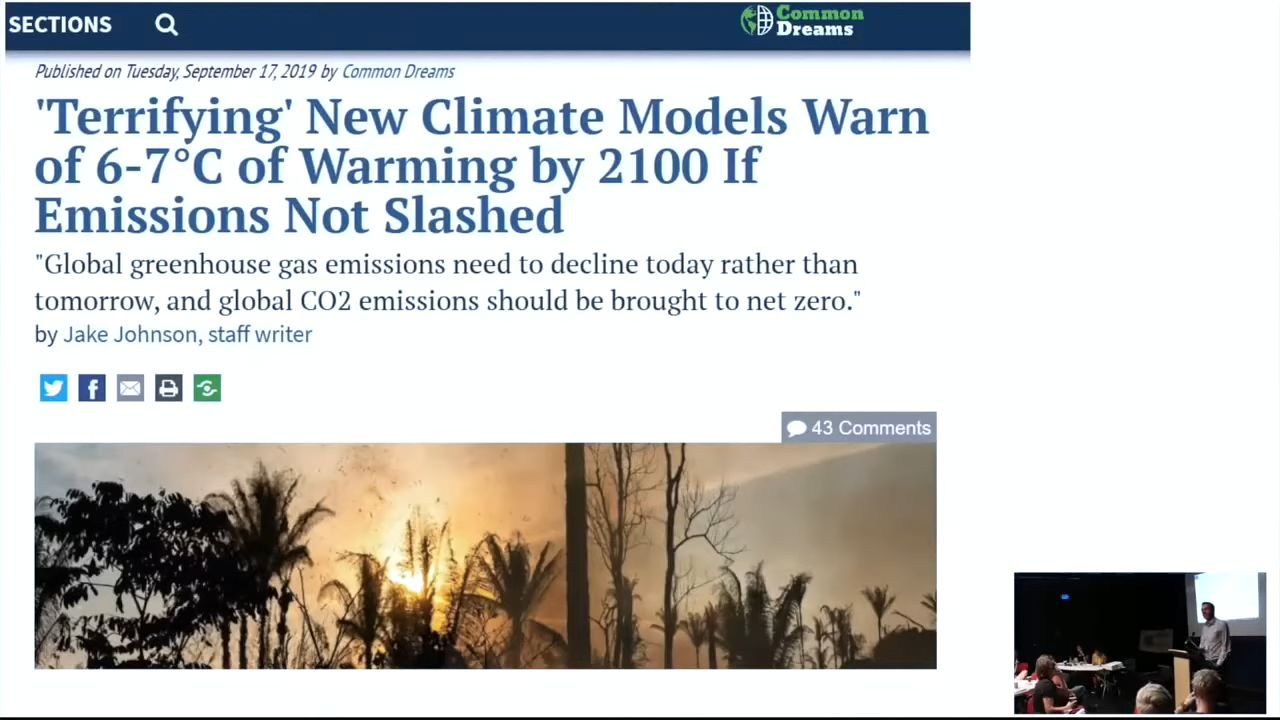 SECTIONS
Common
Dreams
Published on Tuesday, September 17, 2019 by Common Dreams
'Terrifying' New Climate Models Warn
of 6-7°C of Warming by 2100 If
Emissions Not Slashed
"Global greenhouse gas emissions need to decline today rather than
tomorrow, and global CO2 emissions should be brought to net zero."
by Jake Johnson, staff writer
43 Comments